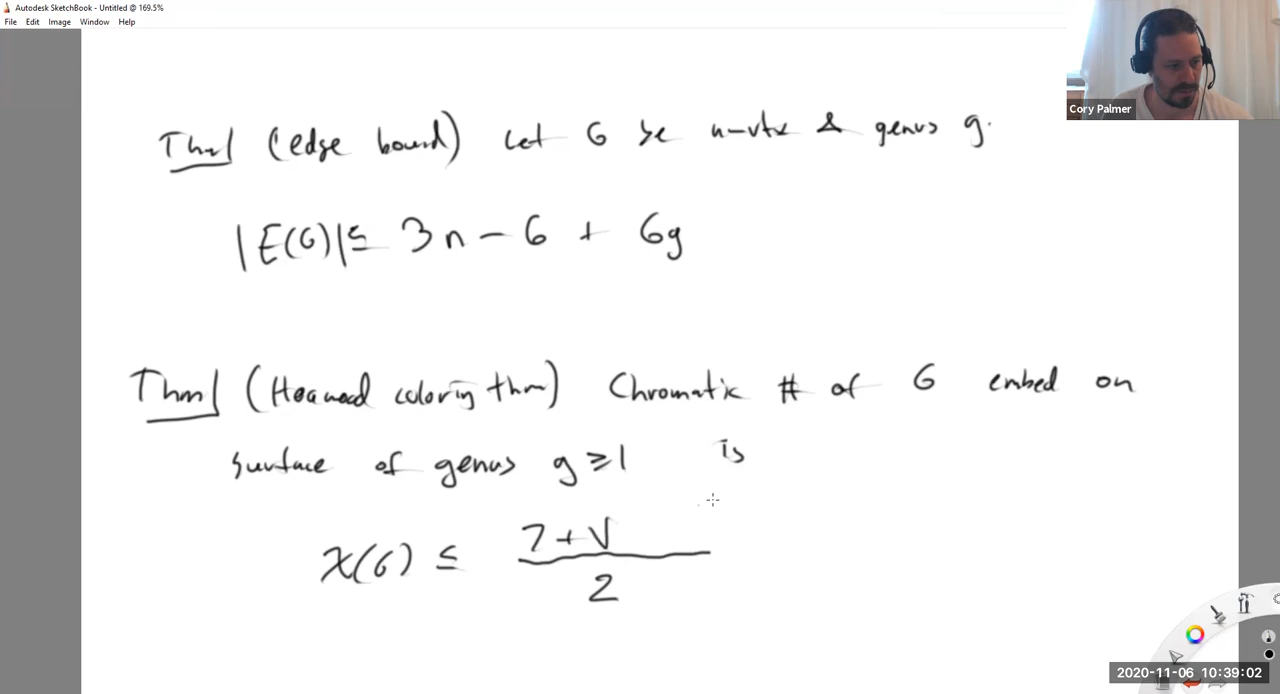 Autodesk SketchBook - Untitled @ 169.5%
File Edit Image Window Help
Cory Palmer
Thm (edge bound) Let G be n-vtx & genus g.
|E(G)| ≤ 3n - 6 + 6g
Thm (Heawood coloring thm) Chromatic # of G embed on
surface of genus g ≥ 1 is
χ(G) ≤ (7 + √ ) / 2
2020-11-06 10:39:02